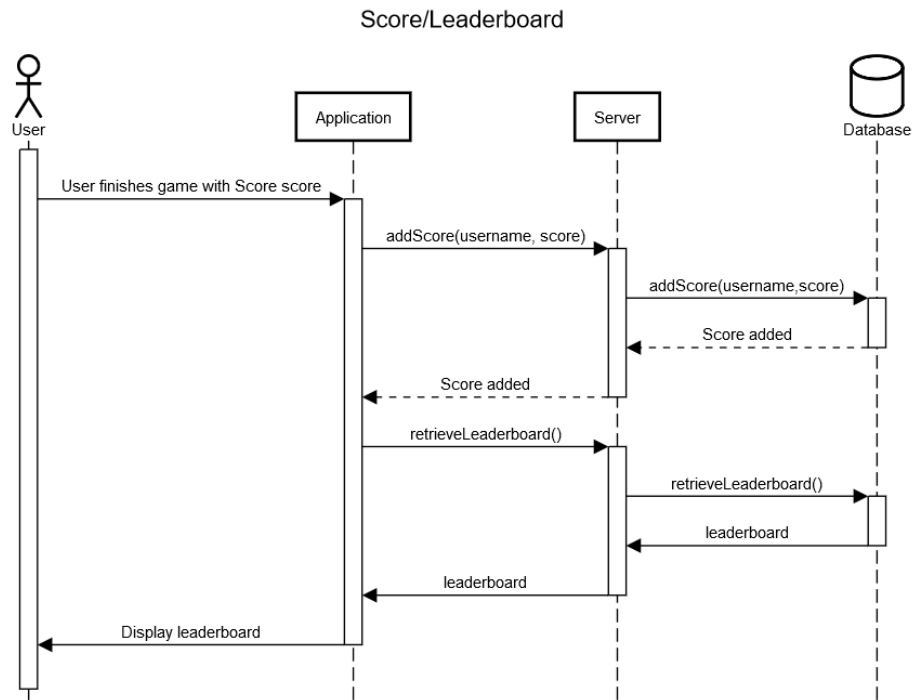 Score/Leaderboard
User
Application
Server
Database
User finishes game with Score score
addScore(username, score)
addScore(username,score)
Score added
Score added
retrieveLeaderboard()
retrieveLeaderboard()
leaderboard
leaderboard
Display leaderboard